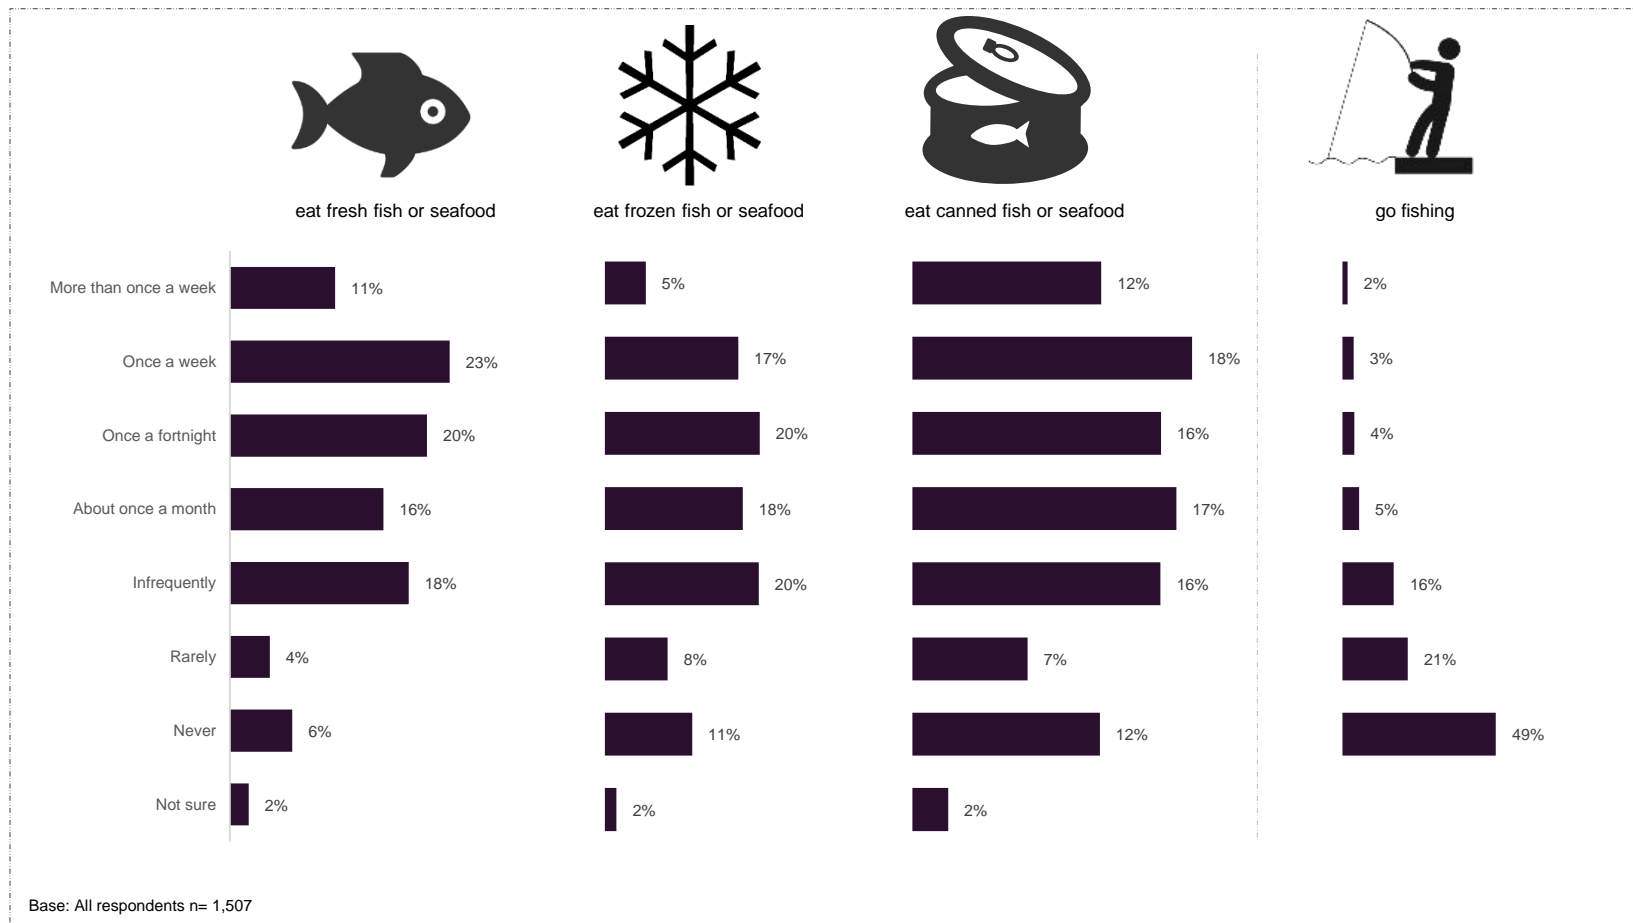 eat fresh fish or seafood eat frozen fish or seafood eat canned fish or seafood go fishing
More than once a week 11% 5% 12% 2%
Once a week 23% 17% 18% 3%
Once a fortnight 20% 20% 16% 4%
About once a month 16% 18% 17% 5%
Infrequently 18% 20% 16% 16%
Rarely 4% 8% 7% 21%
Never 6% 11% 12% 49%
Not sure 2% 2% 2%
Base: All respondents n= 1,507